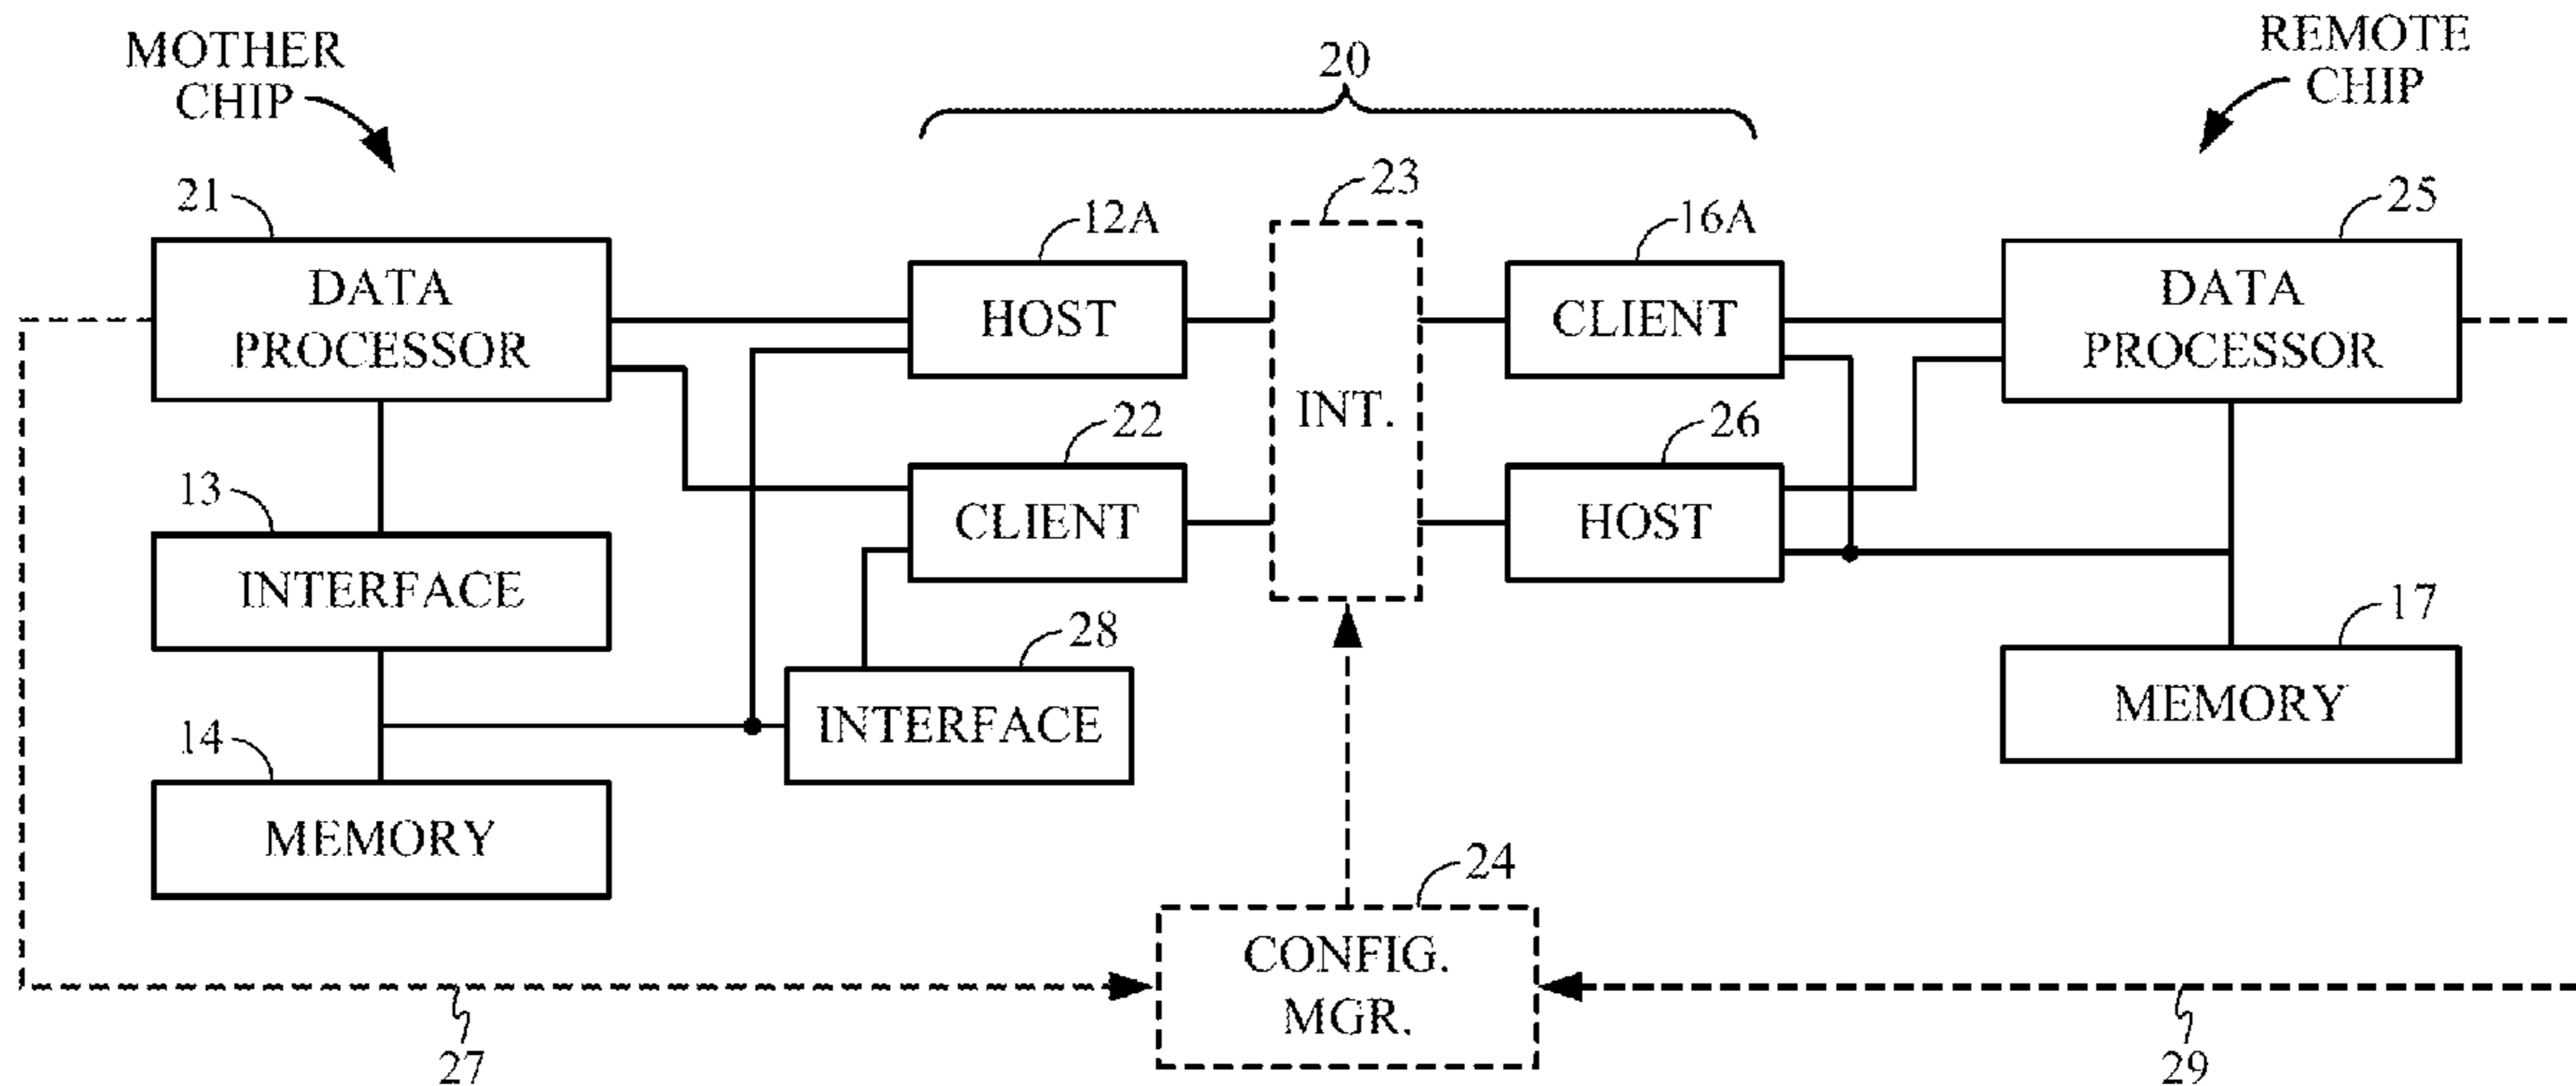 MOTHER
CHIP
REMOTE
CHIP
20
21
DATA
PROCESSOR
12A
HOST
23
INT.
16A
CLIENT
25
DATA
PROCESSOR
13
INTERFACE
22
CLIENT
26
HOST
28
INTERFACE
17
MEMORY
14
MEMORY
24
CONFIG.
MGR.
27
29